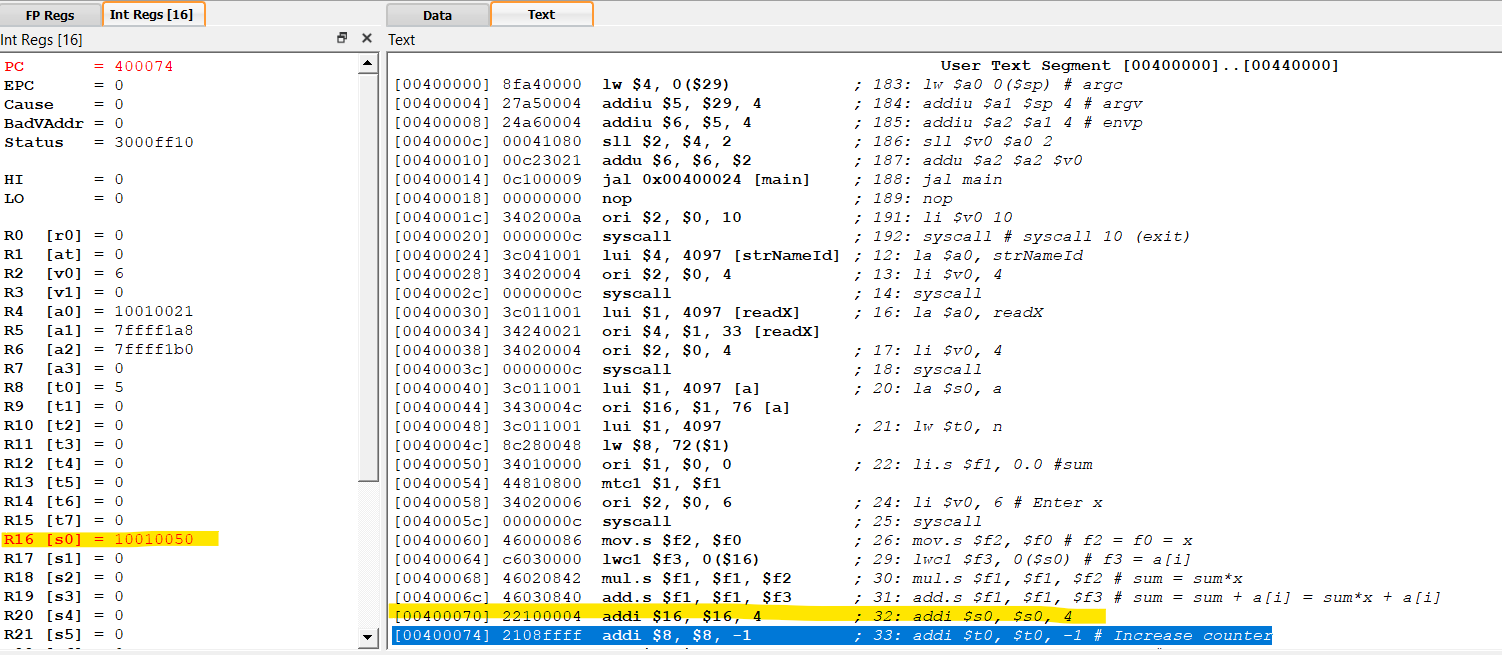 FP Regs
Int Regs [16]
Int Regs [16]
PC = 400074
EPC = 0
Cause = 0
BadVAddr = 0
Status = 3000ff10
HI = 0
LO = 0
R0 [r0] = 0
R1 [at] = 0
R2 [v0] = 6
R3 [v1] = 0
R4 [a0] = 10010021
R5 [a1] = 7ffff1a8
R6 [a2] = 7ffff1b0
R7 [a3] = 0
R8 [t0] = 5
R9 [t1] = 0
R10 [t2] = 0
R11 [t3] = 0
R12 [t4] = 0
R13 [t5] = 0
R14 [t6] = 0
R15 [t7] = 0
R16 [s0] = 10010050
R17 [s1] = 0
R18 [s2] = 0
R19 [s3] = 0
R20 [s4] = 0
R21 [s5] = 0
Data
Text
Text
User Text Segment [00400000]..[00440000]
[00400000] 8fa40000 lw $4, 0($29) ; 183: lw $a0 0($sp) # argc
[00400004] 27a50004 addiu $5, $29, 4 ; 184: addiu $a1 $sp 4 # argv
[00400008] 24a60004 addiu $6, $5, 4 ; 185: addiu $a2 $a1 4 # envp
[0040000c] 00041080 sll $2, $4, 2 ; 186: sll $v0 $a0 2
[00400010] 00c23021 addu $6, $6, $2 ; 187: addu $a2 $a2 $v0
[00400014] 0c100009 jal 0x00400024 [main] ; 188: jal main
[00400018] 00000000 nop ; 189: nop
[0040001c] 3402000a ori $2, $0, 10 ; 191: li $v0 10
[00400020] 0000000c syscall ; 192: syscall # syscall 10 (exit)
[00400024] 3c041001 lui $4, 4097 [strNameId] ; 12: la $a0, strNameId
[00400028] 34020004 ori $2, $0, 4 ; 13: li $v0, 4
[0040002c] 0000000c syscall ; 14: syscall
[00400030] 3c011001 lui $1, 4097 [readX] ; 16: la $a0, readX
[00400034] 34240021 ori $4, $1, 33 [readX]
[00400038] 34020004 ori $2, $0, 4 ; 17: li $v0, 4
[0040003c] 0000000c syscall ; 18: syscall
[00400040] 3c011001 lui $1, 4097 [a] ; 20: la $s0, a
[00400044] 3430004c ori $16, $1, 76 [a]
[00400048] 3c011001 lui $1, 4097 ; 21: lw $t0, n
[0040004c] 8c280048 lw $8, 72($1)
[00400050] 34010000 ori $1, $0, 0 ; 22: li.s $f1, 0.0 #sum
[00400054] 44810800 mtc1 $1, $f1
[00400058] 34020006 ori $2, $0, 6 ; 24: li $v0, 6 # Enter x
[0040005c] 0000000c syscall ; 25: syscall
[00400060] 46000086 mov.s $f2, $f0 ; 26: mov.s $f2, $f0 # f2 = f0 = x
[00400064] c6030000 lwc1 $f3, 0($16) ; 29: lwc1 $f3, 0($s0) # f3 = a[i]
[00400068] 46020842 mul.s $f1, $f1, $f2 ; 30: mul.s $f1, $f1, $f2 # sum = sum*x
[0040006c] 46030840 add.s $f1, $f1, $f3 ; 31: add.s $f1, $f1, $f3 # sum = sum + a[i] = sum*x + a[i]
[00400070] 22100004 addi $16, $16, 4 ; 32: addi $s0, $s0, 4
[00400074] 2108ffff addi $8, $8, -1 ; 33: addi $t0, $t0, -1 # Increase counter